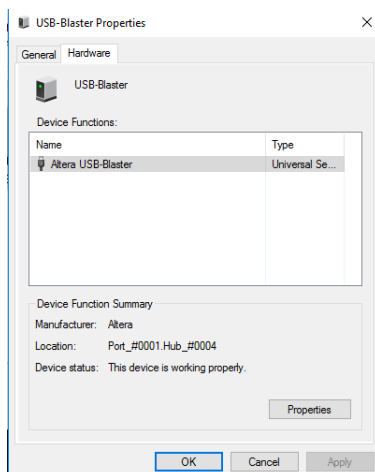 USB-Blaster Properties
General Hardware
USB-Blaster
Device Functions:
Name Type
Altera USB-Blaster Universal Se...
Device Function Summary
Manufacturer: Altera
Location: Port_#0001.Hub_#0004
Device status: This device is working properly.
Properties
OK Cancel Apply